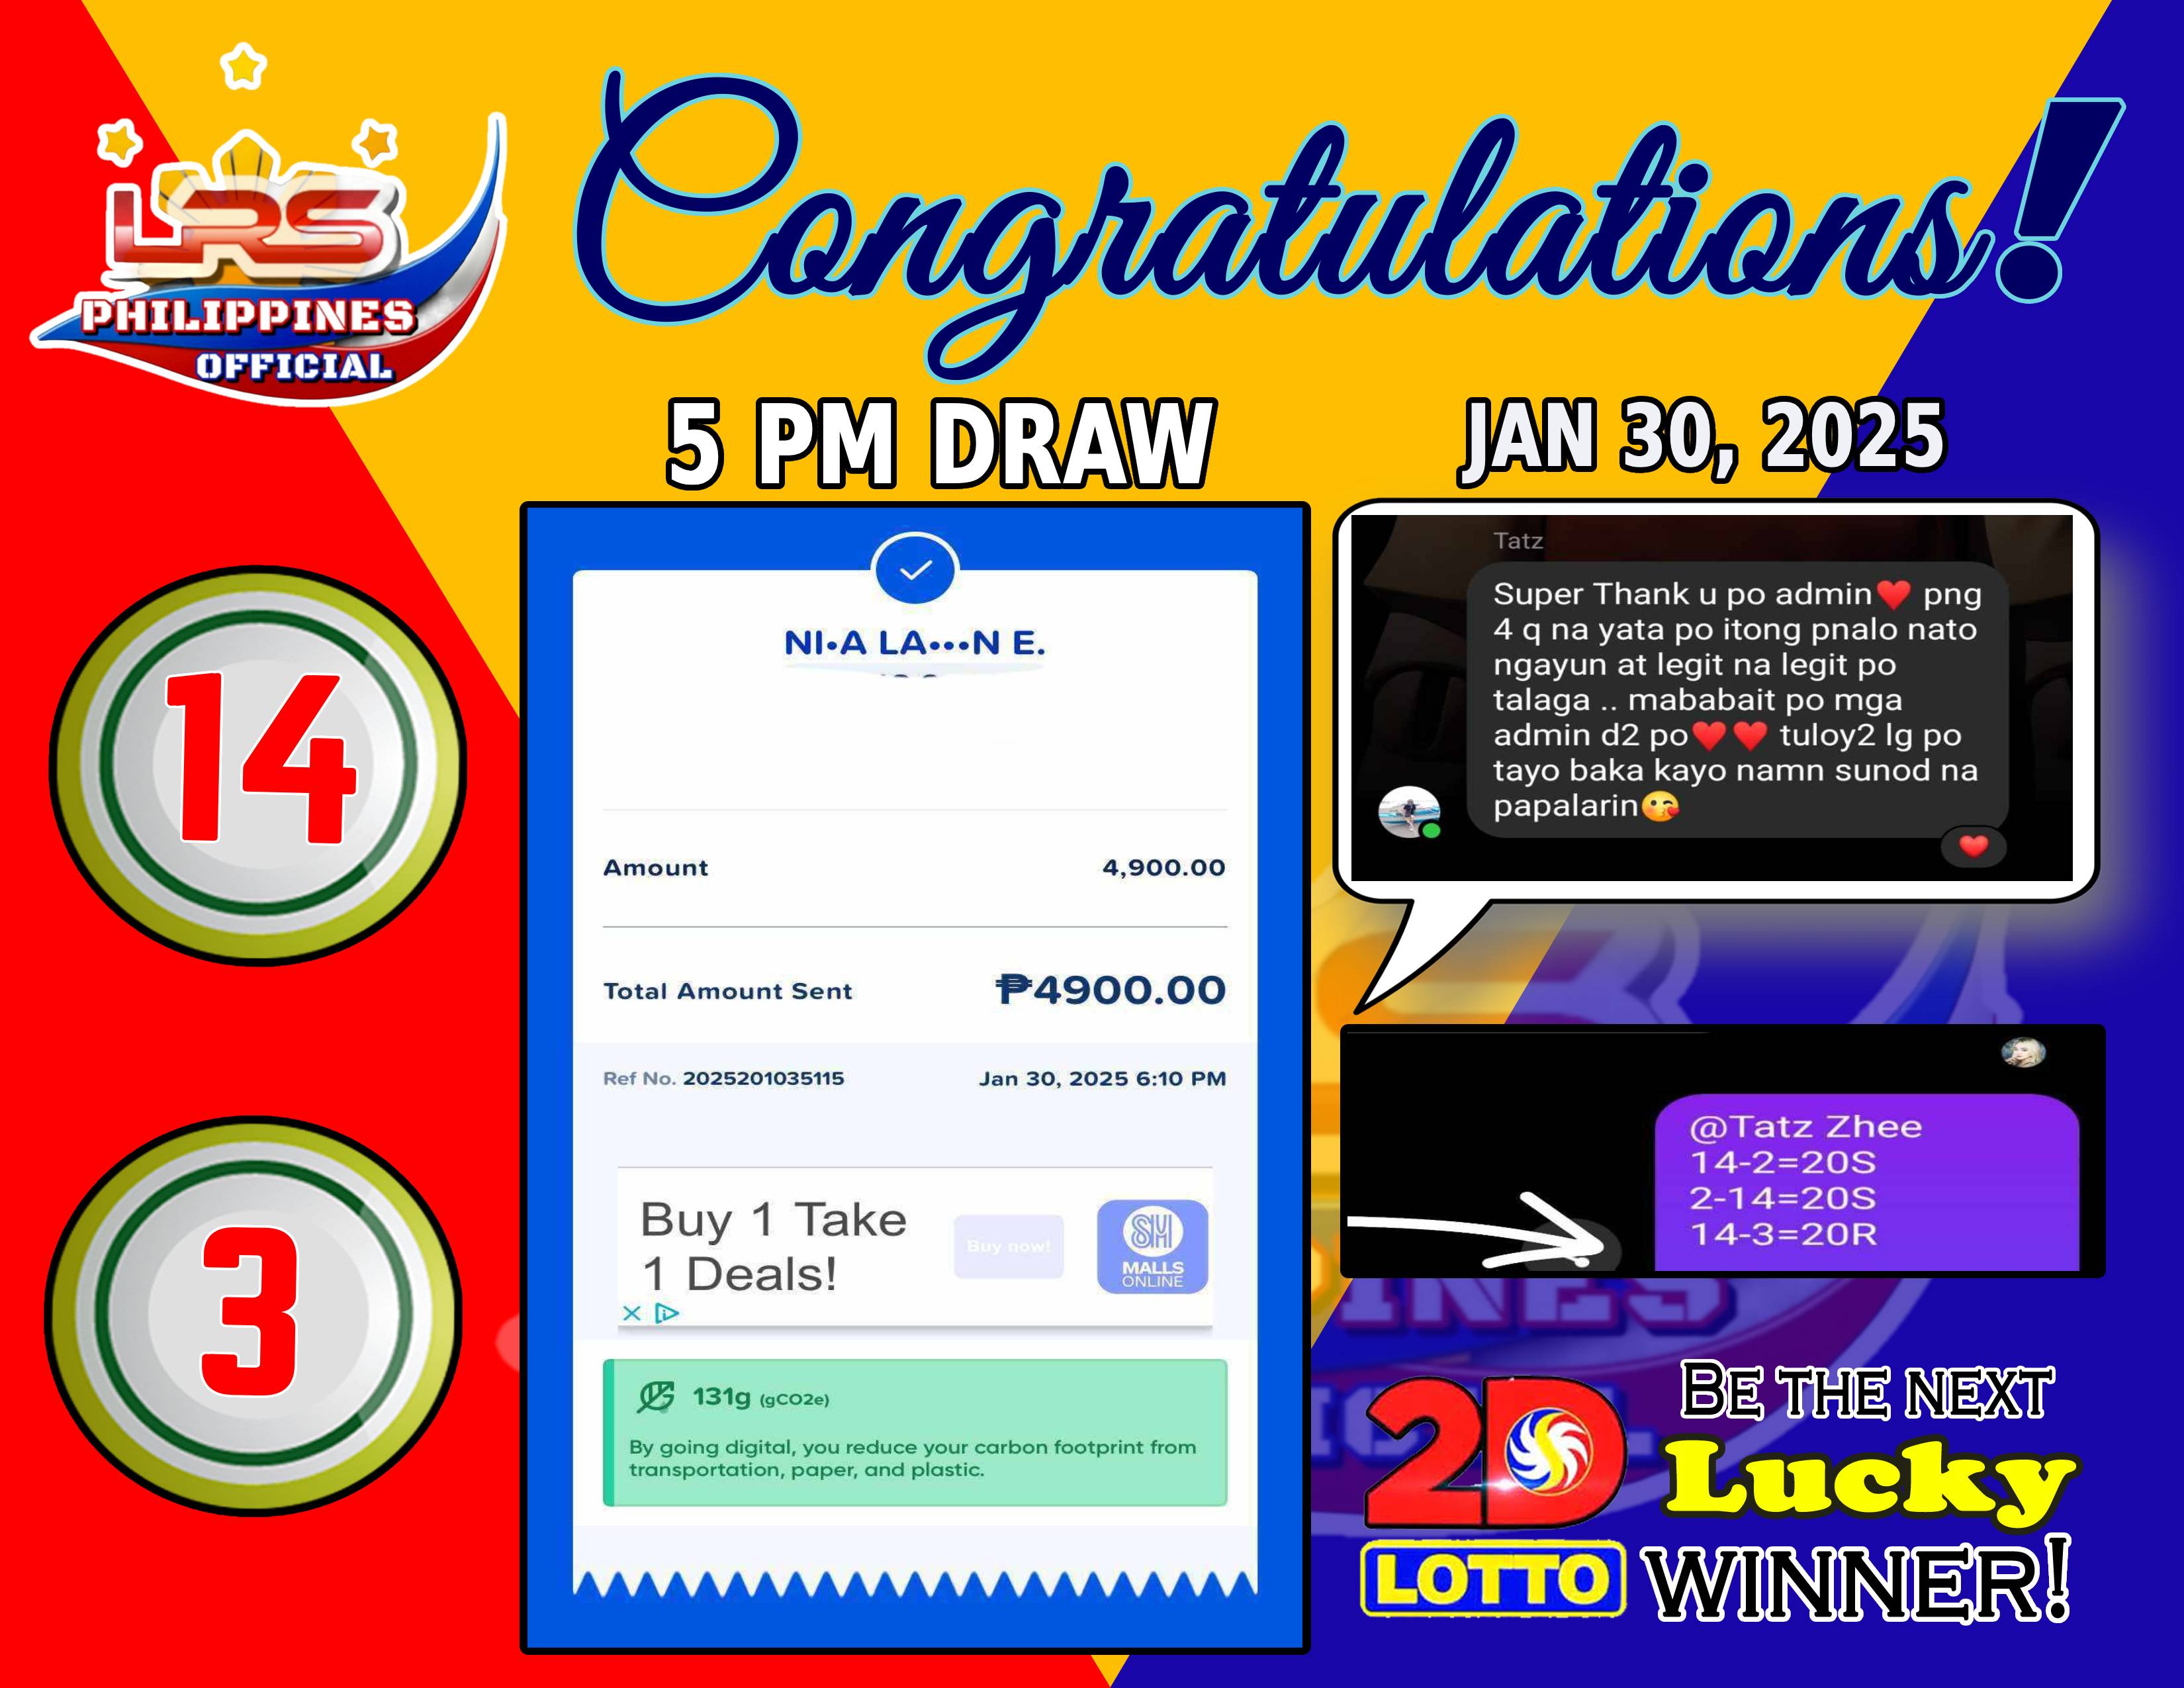 LRS
PHILIPPINES
OFFICIAL
Congratulations!
5 PM DRAW
JAN 30, 2025
14
3
NI•A LA•••N E.
Amount 4,900.00
Total Amount Sent ₱4900.00
Ref No. 2025201035115 Jan 30, 2025 6:10 PM
Buy 1 Take
1 Deals!
Buy now!
SM
MALLS
ONLINE
131g (gCO2e)
By going digital, you reduce your carbon footprint from
transportation, paper, and plastic.
Tatz
Super Thank u po admin❤️ png
4 q na yata po itong pnalo nato
ngayun at legit na legit po
talaga .. mababait po mga
admin d2 po❤️❤️ tuloy2 lg po
tayo baka kayo namn sunod na
papalarin😘
@Tatz Zhee
14-2=20S
2-14=20S
14-3=20R
2D
LOTTO
BE THE NEXT
Lucky
WINNER!